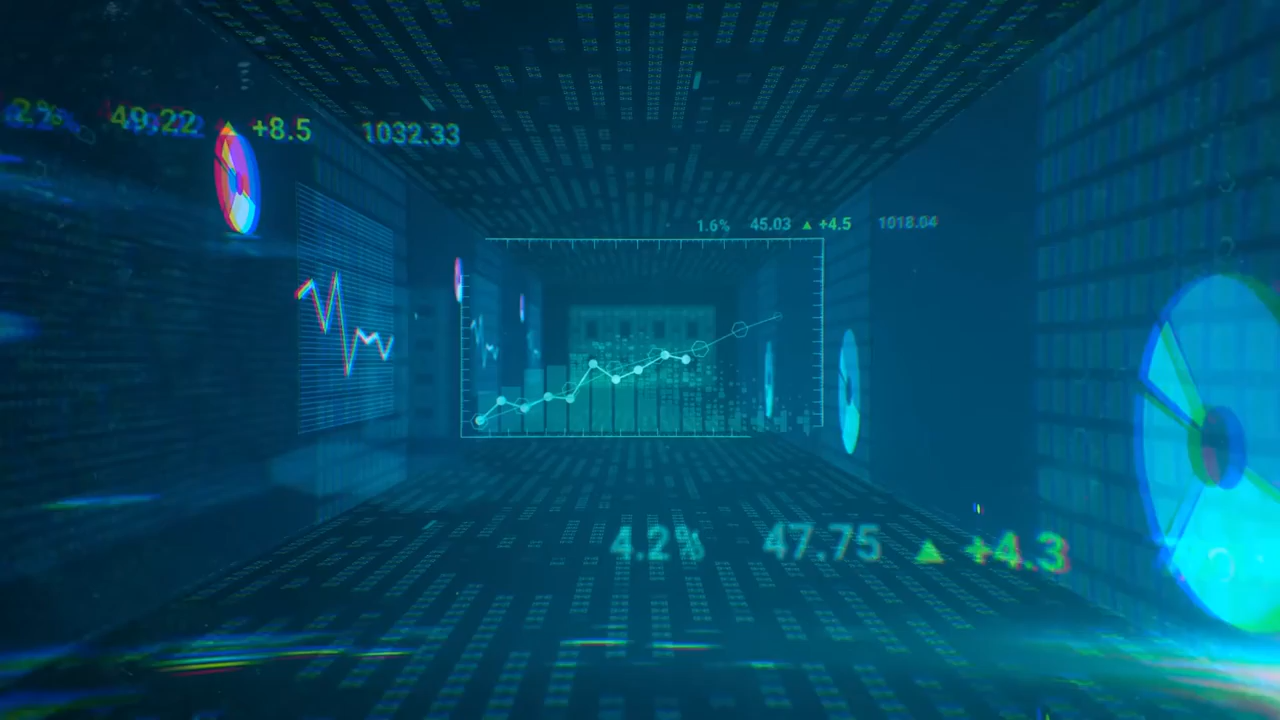 2% 49.22 ▲ +8.5 1032.33
1.6% 45.03 ▲ +4.5 1018.04
4.2% 47.75 ▲ +4.3